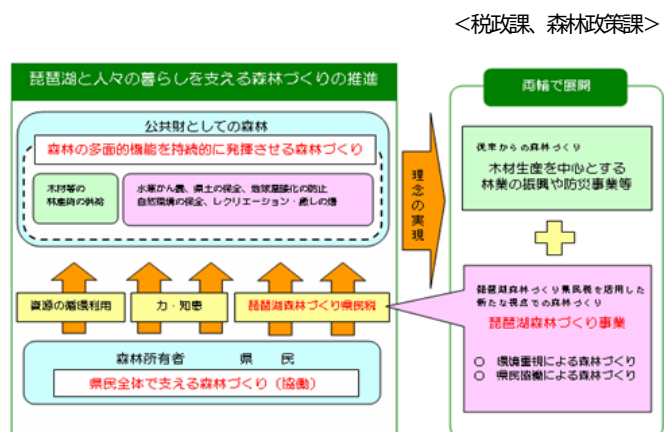 ＜税政課、森林政策課＞
琵琶湖と人々の暮らしを支える森林づくりの推進
公共財としての森林
森林の多面的機能を持続的に発揮させる森林づくり
木材等の
林産物の供給
水源かん養、県土の保全、地球温暖化の防止
自然環境の保全、レクリエーション・癒しの場
資源の循環利用
力・知恵
琵琶湖森林づくり県民税
森林所有者　県　民
県民全体で支える森林づくり（協働）
理念の実現
両輪で展開
従来からの森林づくり
木材生産を中心とする
林業の振興や防災事業等
琵琶湖森林づくり県民税を活用した
新たな視点での森林づくり
琵琶湖森林づくり事業
○　環境重視による森林づくり
○　県民協働による森林づくり